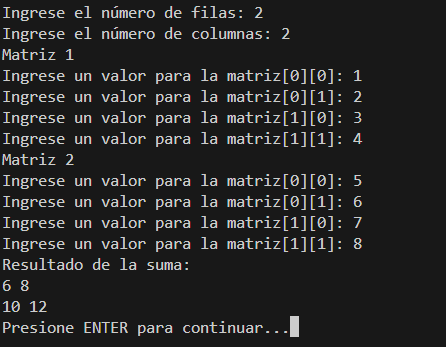 Ingrese el número de filas: 2
Ingrese el número de columnas: 2
Matriz 1
Ingrese un valor para la matriz[0][0]: 1
Ingrese un valor para la matriz[0][1]: 2
Ingrese un valor para la matriz[1][0]: 3
Ingrese un valor para la matriz[1][1]: 4
Matriz 2
Ingrese un valor para la matriz[0][0]: 5
Ingrese un valor para la matriz[0][1]: 6
Ingrese un valor para la matriz[1][0]: 7
Ingrese un valor para la matriz[1][1]: 8
Resultado de la suma:
6 8
10 12
Presione ENTER para continuar...